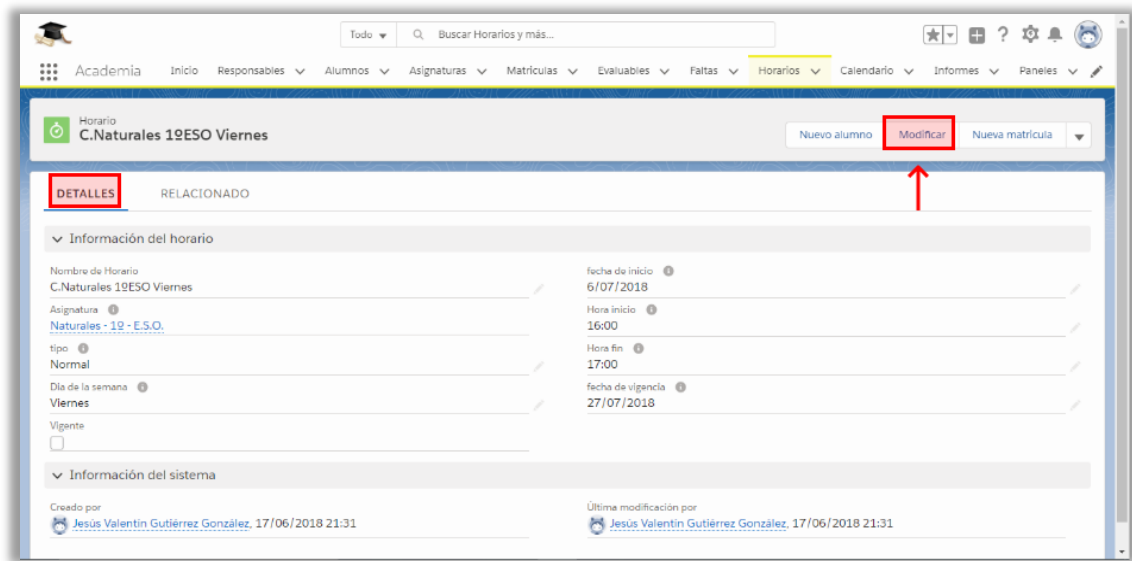 Todo Buscar Horarios y más...
Academia Inicio Responsables Alumnos Asignaturas Matriculas Evaluables Faltas Horarios Calendario Informes Paneles
Horario
C.Naturales 1ºESO Viernes
Nuevo alumno Modificar Nueva matricula
DETALLES RELACIONADO
Información del horario
Nombre de Horario
C.Naturales 1ºESO Viernes
fecha de inicio
6/07/2018
Asignatura
Naturales - 1º - E.S.O.
Hora inicio
16:00
tipo
Normal
Hora fin
17:00
Dia de la semana
Viernes
fecha de vigencia
27/07/2018
Vigente
Información del sistema
Creado por
Jesús Valentín Gutiérrez González, 17/06/2018 21:31
Última modificación por
Jesús Valentín Gutiérrez González, 17/06/2018 21:31